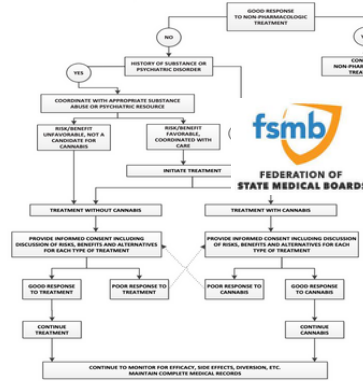 GOOD RESPONSE
TO NON-PHARMACOLOGIC
TREATMENT
NO
HISTORY OF SUBSTANCE OR
PSYCHIATRIC DISORDER
YES
COORDINATE WITH APPROPRIATE SUBSTANCE
ABUSE OR PSYCHIATRIC RESOURCE
RISK/BENEFIT
UNFAVORABLE, NOT A
CANDIDATE FOR
CANNABIS
RISK/BENEFIT
FAVORABLE,
COORDINATED WITH
CARE
fsmb
FEDERATION OF
STATE MEDICAL BOARDS
INITIATE TREATMENT
TREATMENT WITHOUT CANNABIS
TREATMENT WITH CANNABIS
PROVIDE INFORMED CONSENT INCLUDING
DISCUSSION OF RISKS, BENEFITS AND ALTERNATIVES
FOR EACH TYPE OF TREATMENT
PROVIDE INFORMED CONSENT INCLUDING DISCUSSION
OF RISKS, BENEFITS AND ALTERNATIVES FOR EACH
TYPE OF TREATMENT
GOOD RESPONSE
TO TREATMENT
POOR RESPONSE TO
TREATMENT
POOR RESPONSE TO
CANNABIS
GOOD RESPONSE
TO CANNABIS
CONTINUE
TREATMENT
CONTINUE
CANNABIS
CONTINUE TO MONITOR FOR EFFICACY, SIDE EFFECTS, DIVERSION, ETC.
MAINTAIN COMPLETE MEDICAL RECORDS